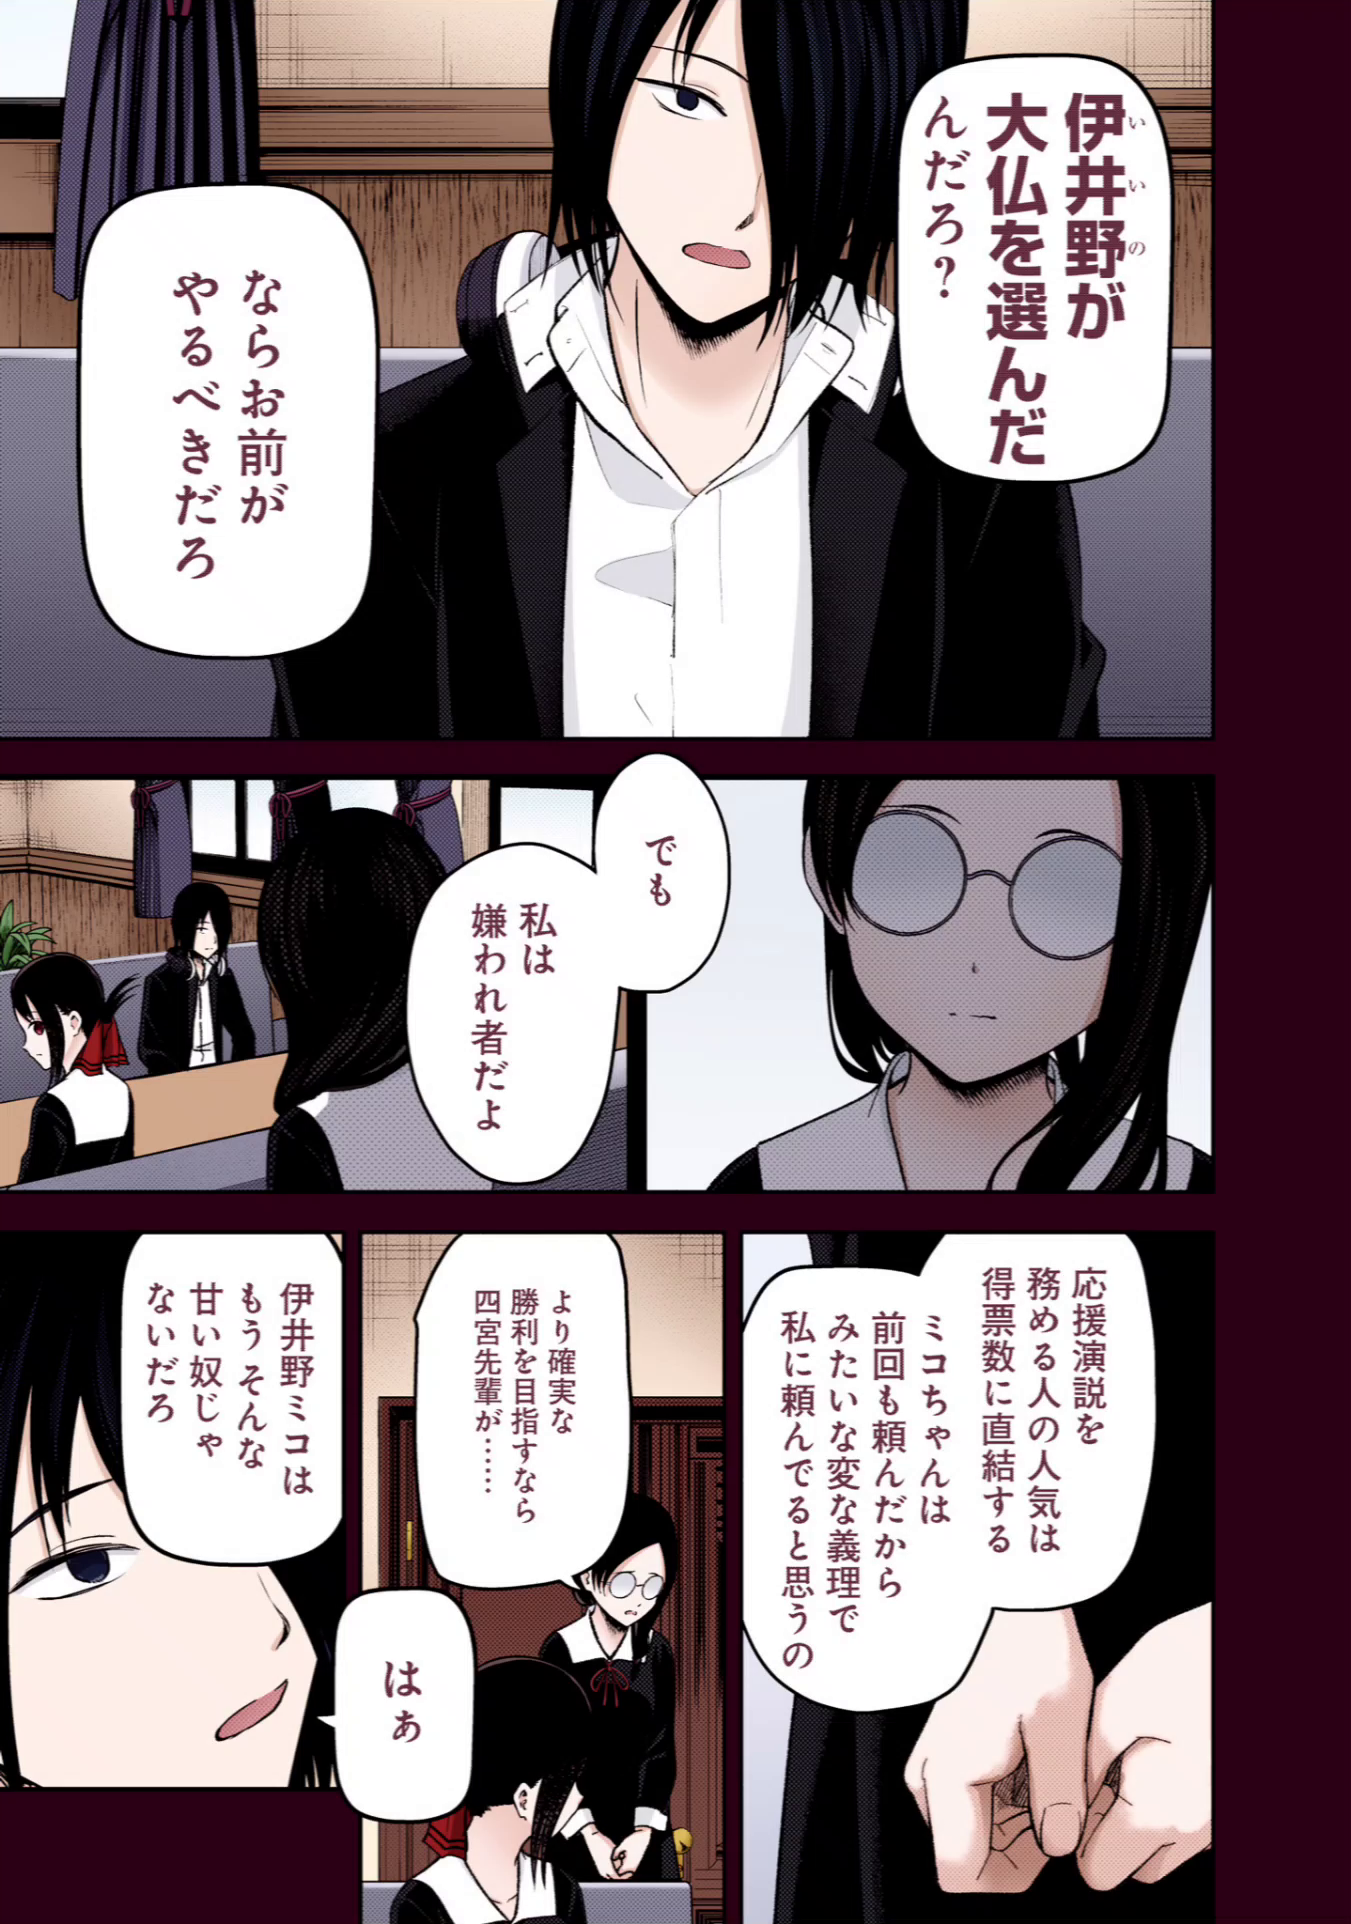 伊井野が
いいの
大仏を選んだ
んだろ?
ならお前が
やるべきだろ
でも
私は
嫌われ者だよ
応援演説を
務める人の人気は
得票数に直結する
ミコちゃんは
前回も頼んだから
みたいな変な義理で
私に頼んでると思うの
より確実な
勝利を目指すなら
四宮先輩が……
はぁ
伊井野ミコは
もうそんな
甘い奴じゃ
ないだろ